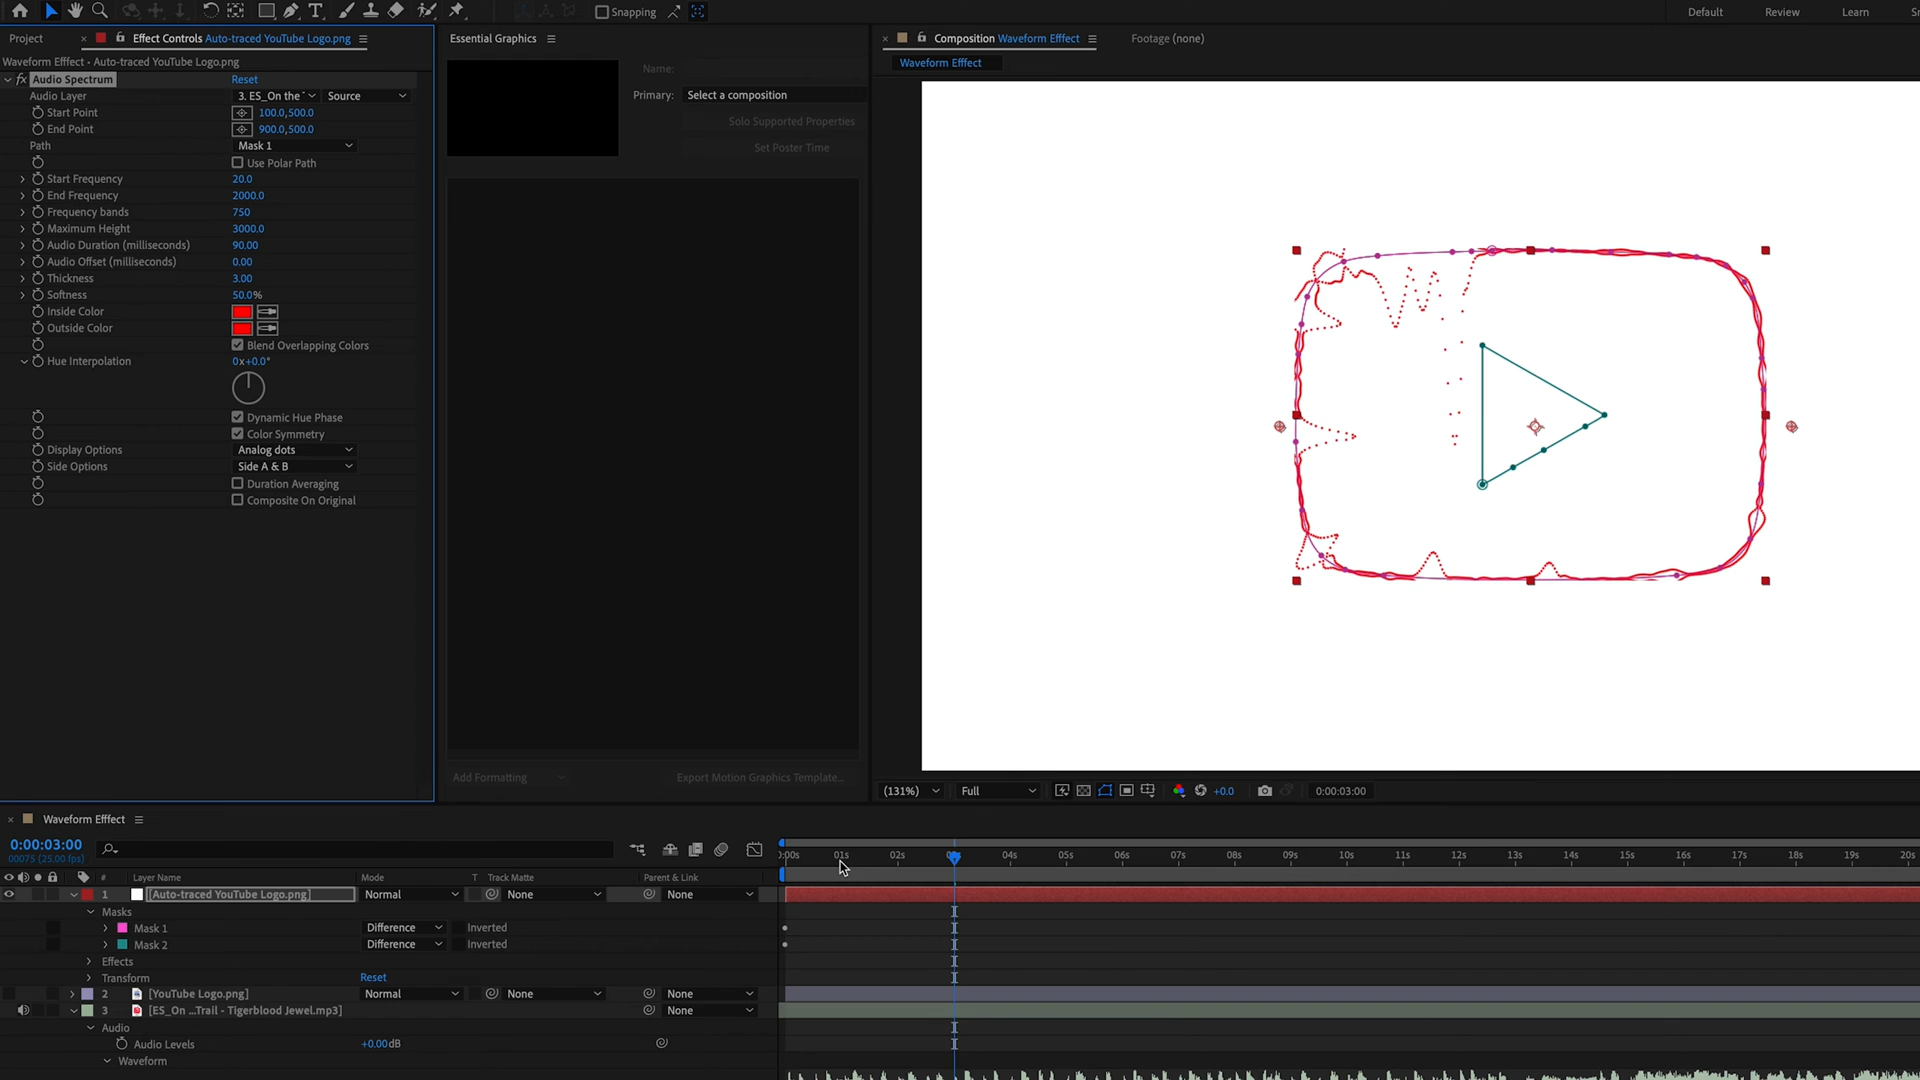 Snapping
Default
Review
Learn
Project
Effect Controls Auto-traced YouTube Logo.png
Essential Graphics
Composition Waveform Efffect
Footage (none)
Waveform Efffect • Auto-traced YouTube Logo.png
Waveform Efffect
fx Audio Spectrum
Reset
Name:
Audio Layer
3. ES_On the
Source
Primary:
Select a composition
Start Point
100.0,500.0
Solo Supported Properties
End Point
900.0,500.0
Path
Mask 1
Set Poster Time
Use Polar Path
Start Frequency
20.0
End Frequency
2000.0
Frequency bands
750
Maximum Height
3000.0
Audio Duration (milliseconds)
90.00
Audio Offset (milliseconds)
0.00
Thickness
3.00
Softness
50.0%
Inside Color
Outside Color
Blend Overlapping Colors
Hue Interpolation
0x+0.0°
Dynamic Hue Phase
Color Symmetry
Display Options
Analog dots
Side Options
Side A & B
Duration Averaging
Composite On Original
Add Formatting
Export Motion Graphics Template...
(131%)
Full
+0.0
0:00:03:00
Waveform Efffect
0:00:03:00
00075 (25.00 fps)
01s
02s
04s
05s
06s
07s
08s
09s
10s
11s
12s
13s
14s
15s
16s
17s
18s
19s
20s
#
Layer Name
Mode
T
Track Matte
Parent & Link
1
[Auto-traced YouTube Logo.png]
Normal
None
None
Masks
Mask 1
Difference
Inverted
Mask 2
Difference
Inverted
Effects
Transform
Reset
2
[YouTube Logo.png]
Normal
None
None
3
[ES_On ...Trail - Tigerblood Jewel.mp3]
None
Audio
Audio Levels
+0.00dB
Waveform